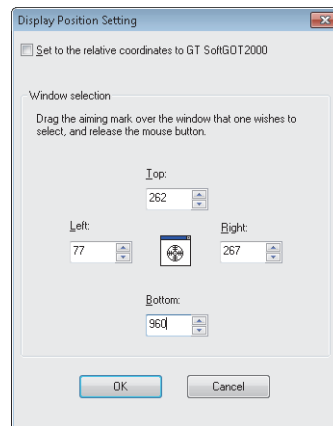 Display Position Setting
Set to the relative coordinates to GT SoftGOT2000
Window selection
Drag the aiming mark over the window that one wishes to
select, and release the mouse button.
Top:
262
Left:
77
Right:
267
Bottom:
960
OK
Cancel